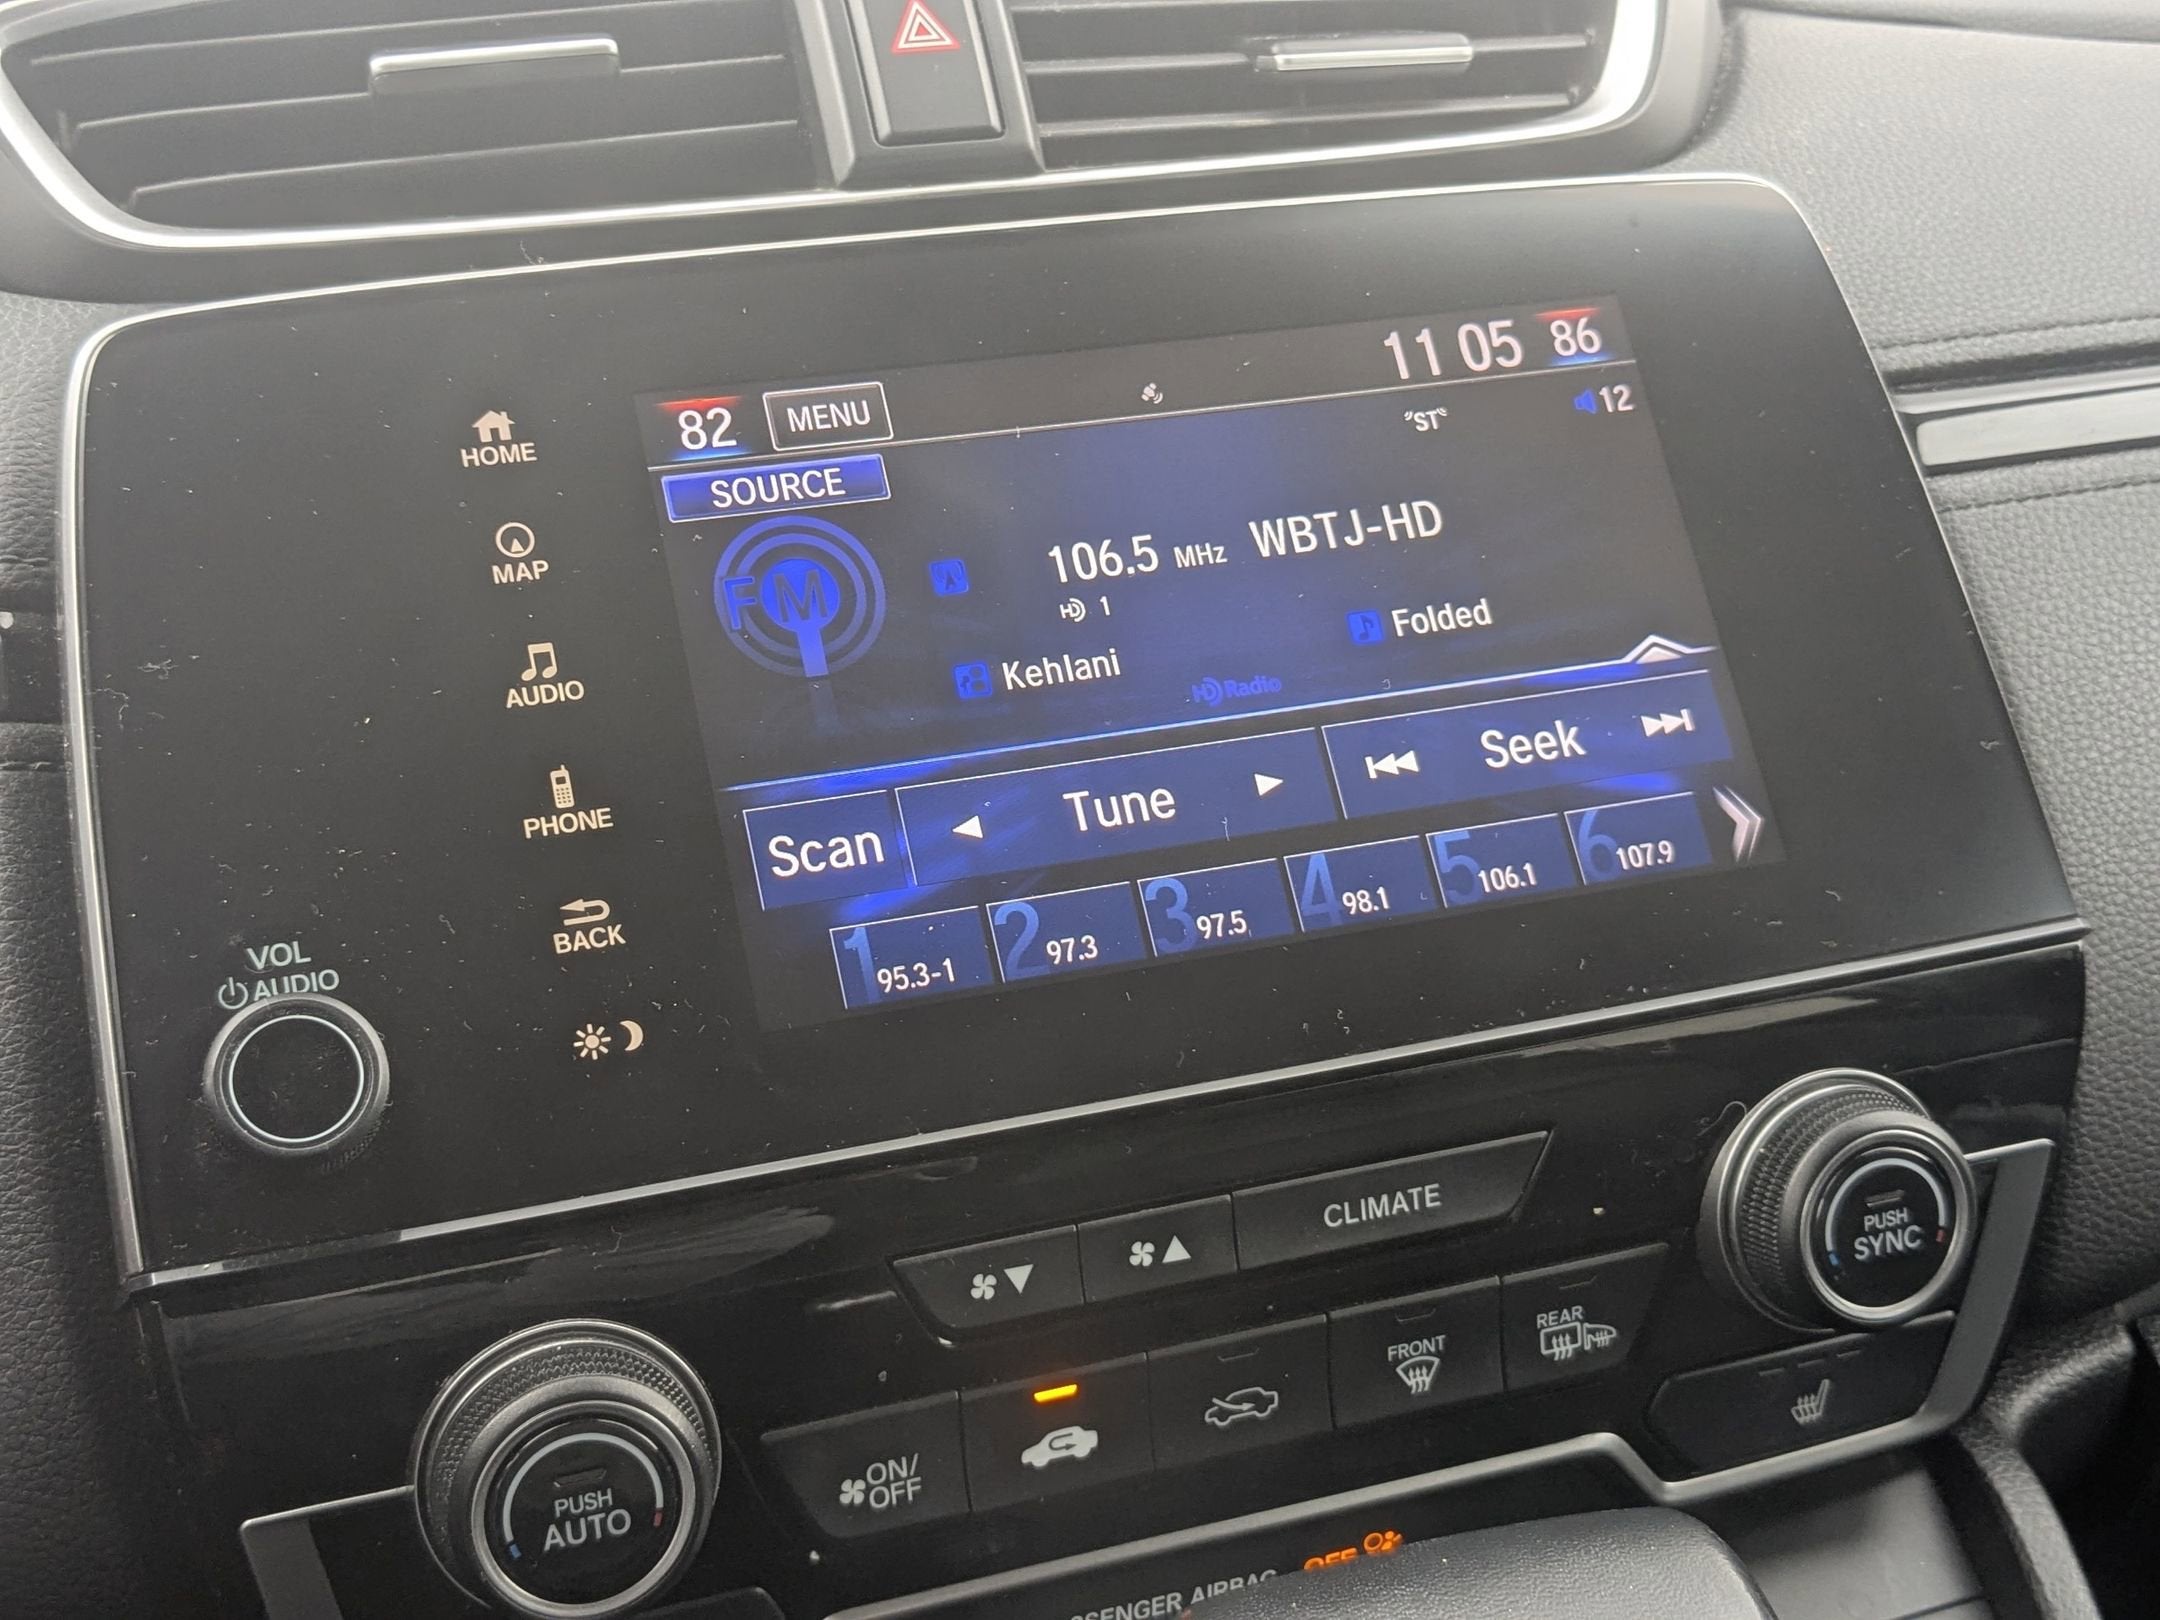 11 05 86
82 MENU
"ST" 12
SOURCE
FM
106.5 MHz WBTJ-HD
HD 1
Kehlani Folded
HD Radio
Scan Tune Seek
1 95.3-1 2 97.3 3 97.5 4 98.1 5 106.1 6 107.9
HOME
MAP
AUDIO
PHONE
BACK
VOL
AUDIO
CLIMATE
PUSH
SYNC
FRONT
REAR
ON/
OFF
PUSH
AUTO
SENGER AIRBAG OFF